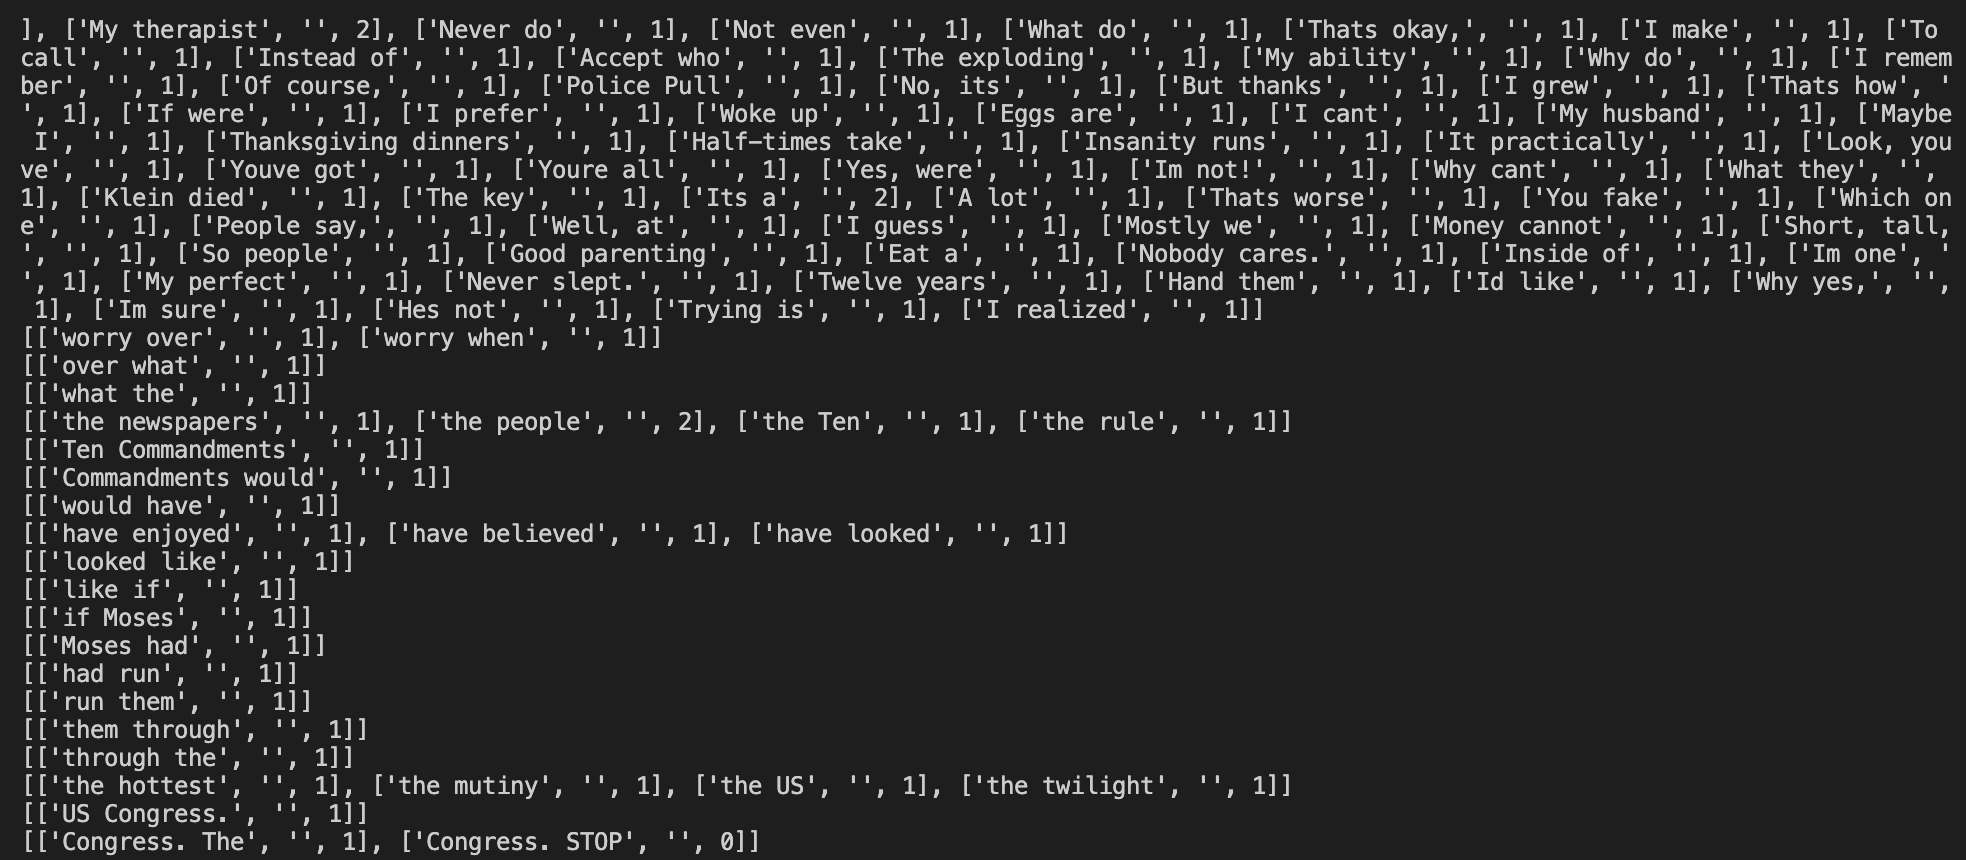 ], ['My therapist', '', 2], ['Never do', '', 1], ['Not even', '', 1], ['What do', '', 1], ['Thats okay,', '', 1], ['I make', '', 1], ['To
call', '', 1], ['Instead of', '', 1], ['Accept who', '', 1], ['The exploding', '', 1], ['My ability', '', 1], ['Why do', '', 1], ['I remem
ber', '', 1], ['Of course,', '', 1], ['Police Pull', '', 1], ['No, its', '', 1], ['But thanks', '', 1], ['I grew', '', 1], ['Thats how', '
', 1], ['If were', '', 1], ['I prefer', '', 1], ['Woke up', '', 1], ['Eggs are', '', 1], ['I cant', '', 1], ['My husband', '', 1], ['Maybe
 I', '', 1], ['Thanksgiving dinners', '', 1], ['Half-times take', '', 1], ['Insanity runs', '', 1], ['It practically', '', 1], ['Look, you
ve', '', 1], ['Youve got', '', 1], ['Youre all', '', 1], ['Yes, were', '', 1], ['Im not!', '', 1], ['Why cant', '', 1], ['What they', '',
1], ['Klein died', '', 1], ['The key', '', 1], ['Its a', '', 2], ['A lot', '', 1], ['Thats worse', '', 1], ['You fake', '', 1], ['Which on
e', '', 1], ['People say,', '', 1], ['Well, at', '', 1], ['I guess', '', 1], ['Mostly we', '', 1], ['Money cannot', '', 1], ['Short, tall,
', '', 1], ['So people', '', 1], ['Good parenting', '', 1], ['Eat a', '', 1], ['Nobody cares.', '', 1], ['Inside of', '', 1], ['Im one', '
', 1], ['My perfect', '', 1], ['Never slept.', '', 1], ['Twelve years', '', 1], ['Hand them', '', 1], ['Id like', '', 1], ['Why yes,', '',
 1], ['Im sure', '', 1], ['Hes not', '', 1], ['Trying is', '', 1], ['I realized', '', 1]]
[['worry over', '', 1], ['worry when', '', 1]]
[['over what', '', 1]]
[['what the', '', 1]]
[['the newspapers', '', 1], ['the people', '', 2], ['the Ten', '', 1], ['the rule', '', 1]]
[['Ten Commandments', '', 1]]
[['Commandments would', '', 1]]
[['would have', '', 1]]
[['have enjoyed', '', 1], ['have believed', '', 1], ['have looked', '', 1]]
[['looked like', '', 1]]
[['like if', '', 1]]
[['if Moses', '', 1]]
[['Moses had', '', 1]]
[['had run', '', 1]]
[['run them', '', 1]]
[['them through', '', 1]]
[['through the', '', 1]]
[['the hottest', '', 1], ['the mutiny', '', 1], ['the US', '', 1], ['the twilight', '', 1]]
[['US Congress.', '', 1]]
[['Congress. The', '', 1], ['Congress. STOP', '', 0]]